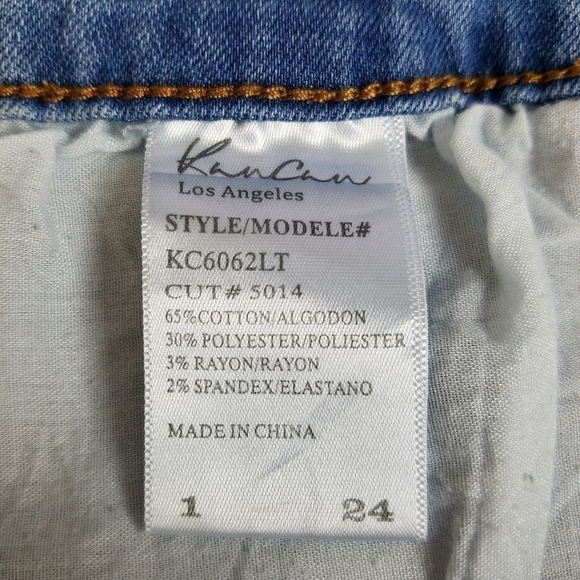 KanCan
Los Angeles
STYLE/MODELE#
KC6062LT
CUT# 5014
65%COTTON/ALGODON
30% POLYESTER/POLIESTER
3% RAYON/RAYON
2% SPANDEX/ELASTANO
MADE IN CHINA
1 24